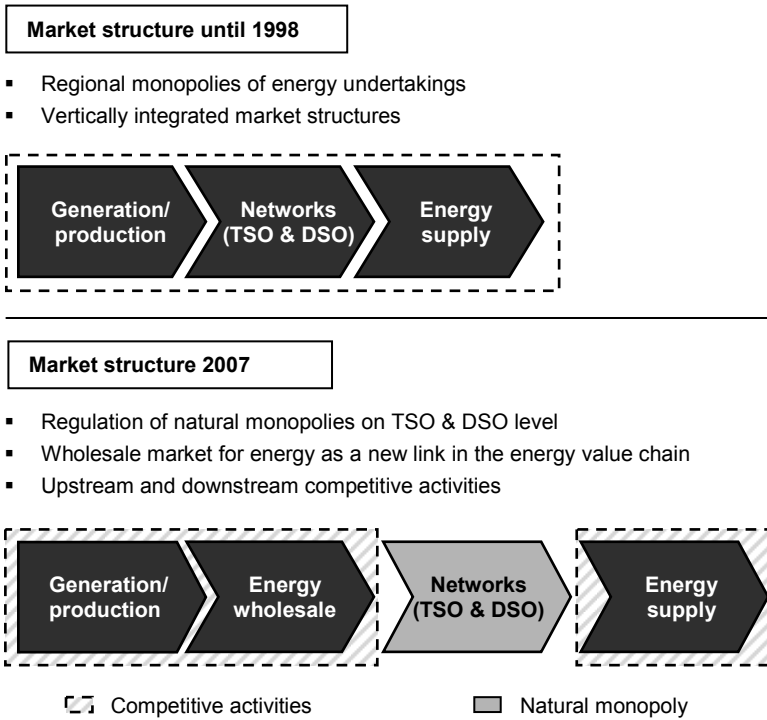 Market structure until 1998
▪ Regional monopolies of energy undertakings
▪ Vertically integrated market structures
Generation/
production
Networks
(TSO & DSO)
Energy
supply
Market structure 2007
▪ Regulation of natural monopolies on TSO & DSO level
▪ Wholesale market for energy as a new link in the energy value chain
▪ Upstream and downstream competitive activities
Generation/
production
Energy
wholesale
Networks
(TSO & DSO)
Energy
supply
Competitive activities
Natural monopoly